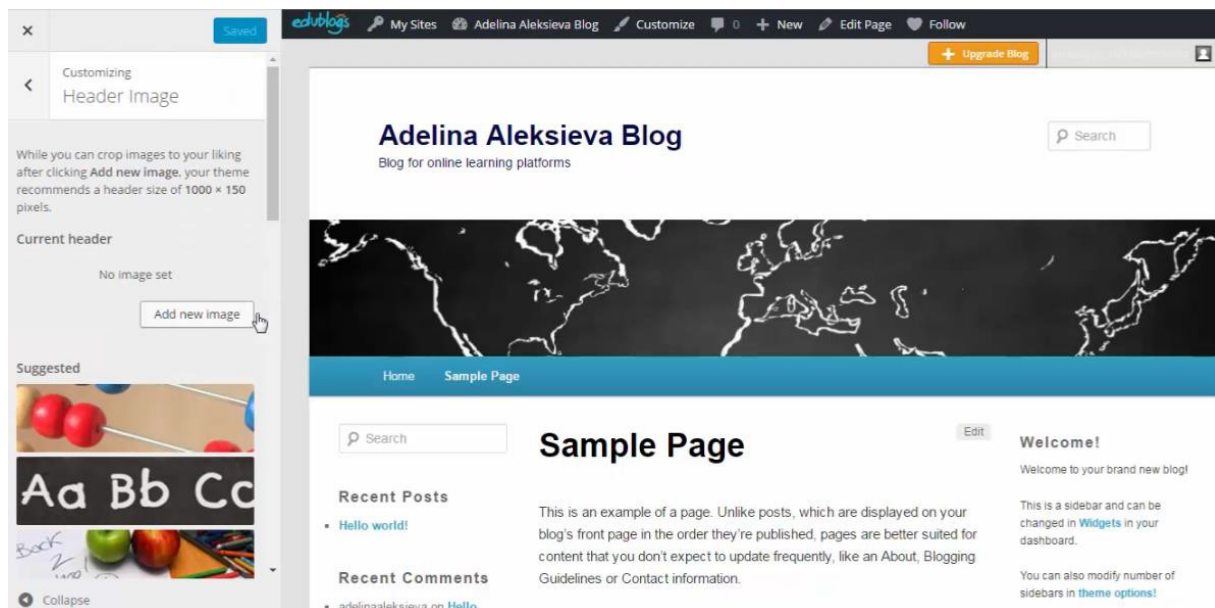 edublogs My Sites Adelina Aleksieva Blog Customize 0 New Edit Page Follow
Saved
Upgrade Blog
Customizing
Header Image
While you can crop images to your liking
after clicking Add new image, your theme
recommends a header size of 1000 × 150
pixels.
Current header
No image set
Add new image
Suggested
Aa Bb Cc
Back
2
Collapse
Adelina Aleksieva Blog
Blog for online learning platforms
Search
Home Sample Page
Search
Recent Posts
Hello world!
Recent Comments
adelinaaleksieva on Hello
Sample Page
Edit
This is an example of a page. Unlike posts, which are displayed on your
blog's front page in the order they're published, pages are better suited for
content that you don't expect to update frequently, like an About, Blogging
Guidelines or Contact information.
Welcome!
Welcome to your brand new blog!
This is a sidebar and can be
changed in Widgets in your
dashboard.
You can also modify number of
sidebars in theme options!